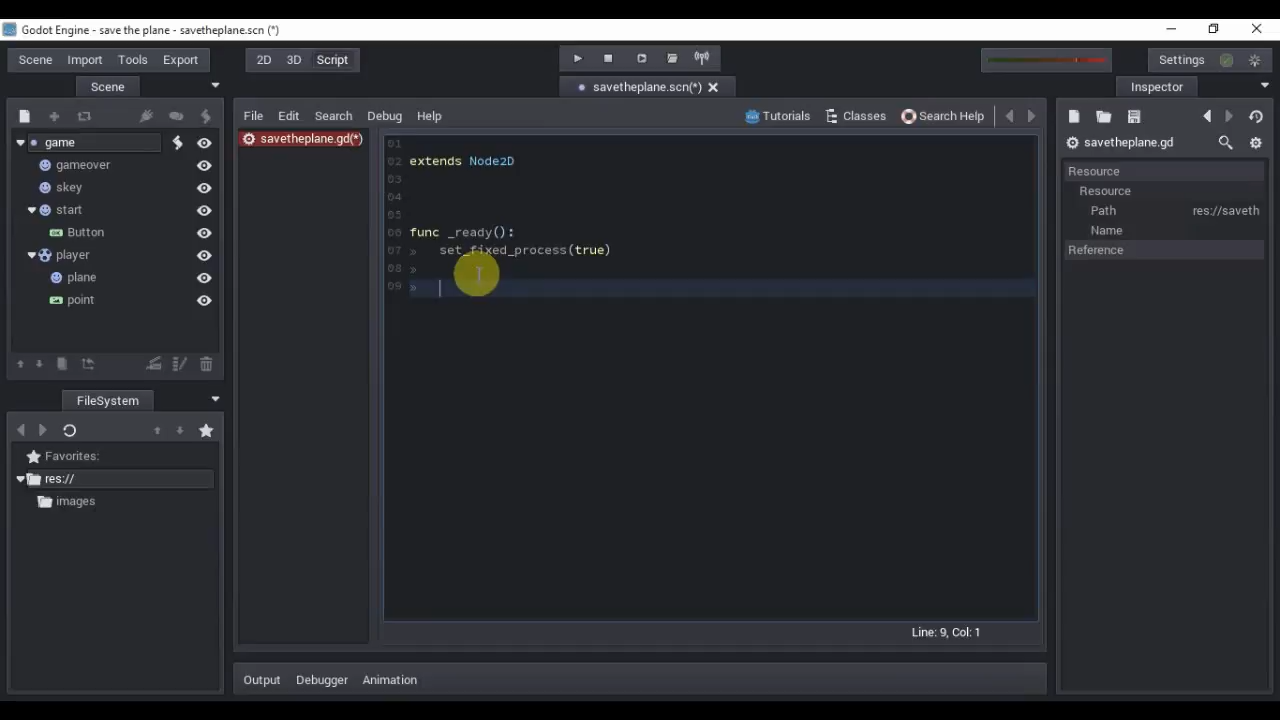 Godot Engine - save the plane - savetheplane.scn (*)
Scene Import Tools Export 2D 3D Script Settings
Scene savetheplane.scn(*) Inspector
File Edit Search Debug Help Tutorials Classes Search Help
game
gameover
skey
start
Button
player
plane
point
FileSystem
Favorites:
res://
images
savetheplane.gd(*)
01
02 extends Node2D
03
04
05
06 func _ready():
07 » set_fixed_process(true)
08 »
09 »
Line: 9, Col: 1
Output Debugger Animation
savetheplane.gd
Resource
Resource
Path res://saveth
Name
Reference